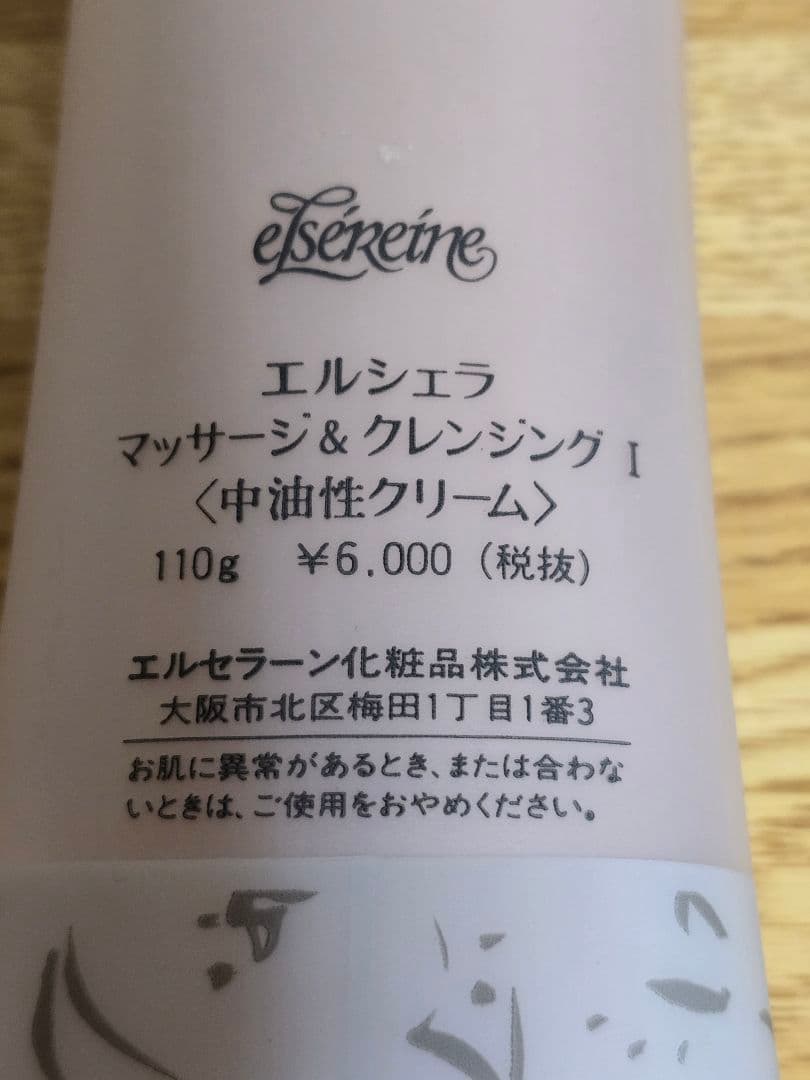 elséReine
エルシェラ
マッサージ&クレンジング I
〈中油性クリーム〉
110g ¥6.000 (税抜)
エルセラーン化粧品株式会社
大阪市北区梅田1丁目1番3
お肌に異常があるとき、または合わな
いときは、ご使用をおやめください。